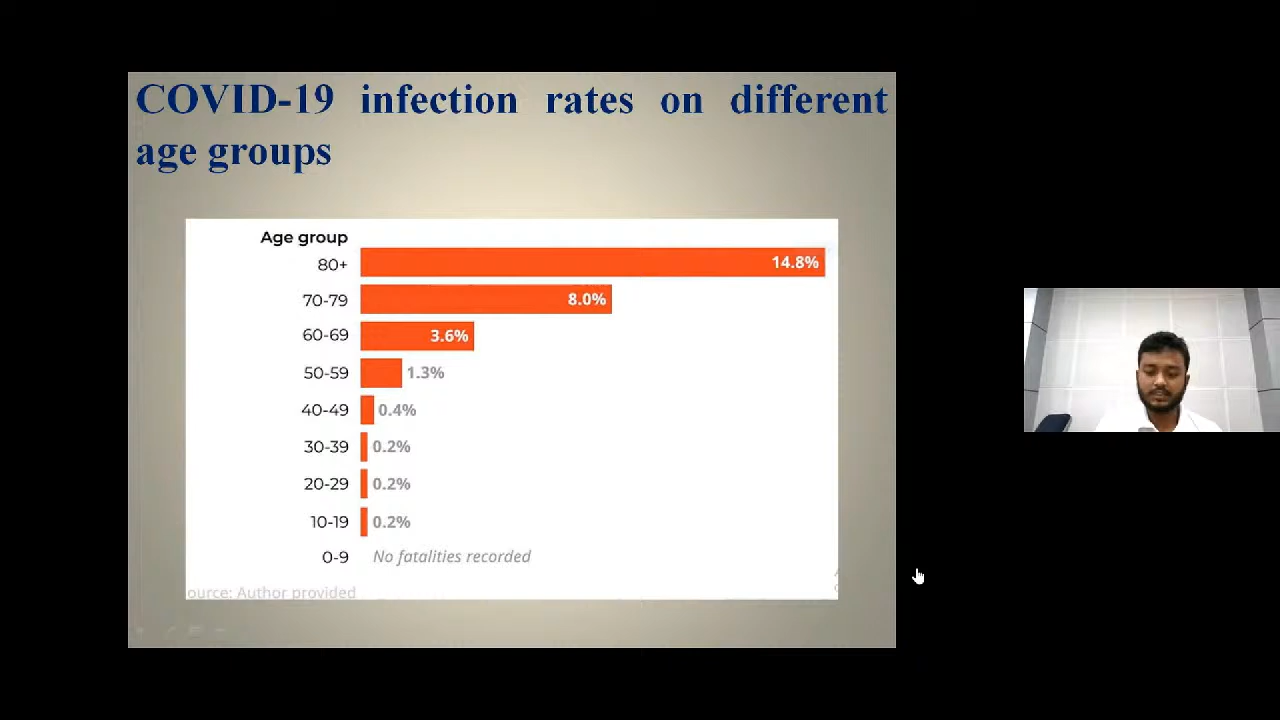 COVID-19 infection rates on different
age groups
Age group
80+ 14.8%
70-79 8.0%
60-69 3.6%
50-59 1.3%
40-49 0.4%
30-39 0.2%
20-29 0.2%
10-19 0.2%
0-9 No fatalities recorded
ource: Author provided